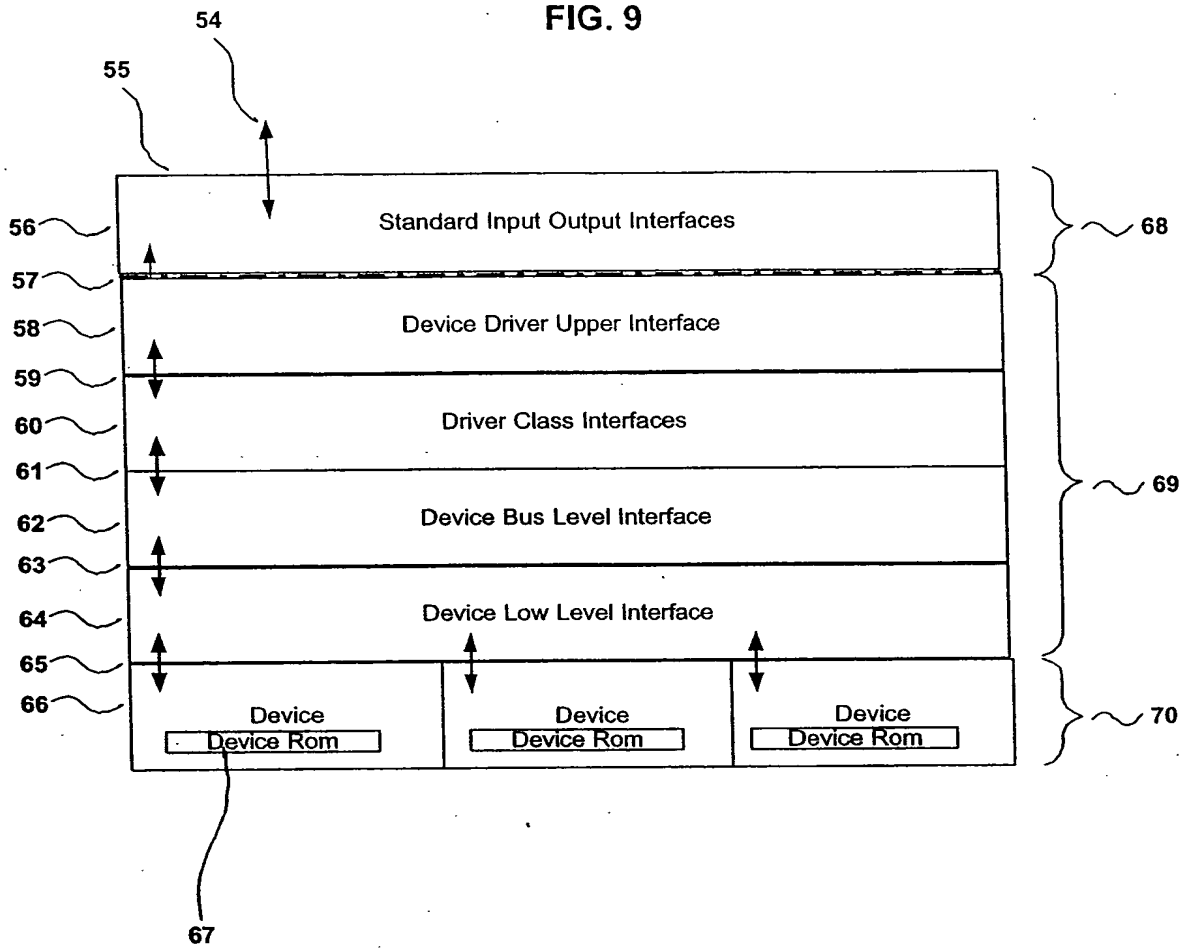 FIG. 9
54
55
56 Standard Input Output Interfaces 68
57
58 Device Driver Upper Interface
59
60 Driver Class Interfaces
61
69
62 Device Bus Level Interface
63
64 Device Low Level Interface
65
66 Device Device Device 70
Device Rom Device Rom Device Rom
67